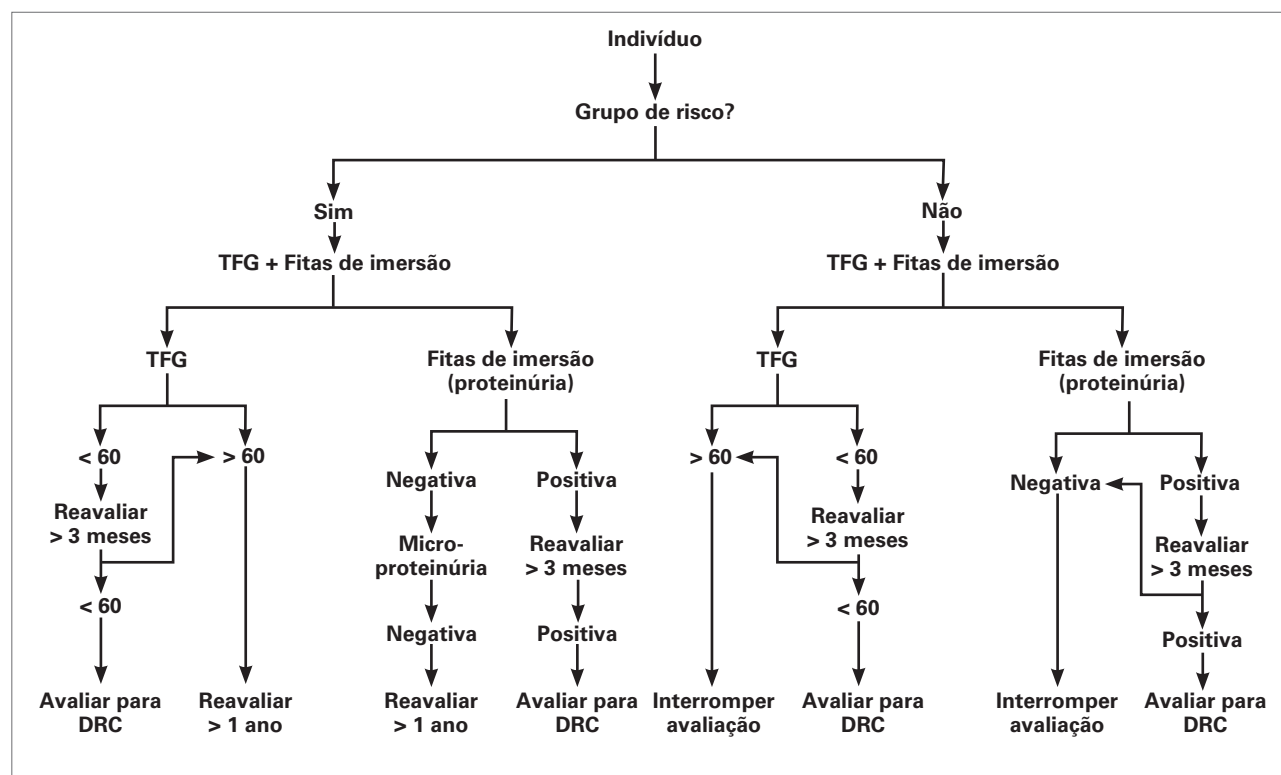 Indivíduo
Grupo de risco?
Sim
Não
TFG + Fitas de imersão
TFG + Fitas de imersão
TFG
Fitas de imersão
(proteinúria)
TFG
Fitas de imersão
(proteinúria)
< 60
> 60
Negativa
Positiva
> 60
< 60
Negativa
Positiva
Reavaliar
> 3 meses
Micro-
proteinúria
Reavaliar
> 3 meses
Reavaliar
> 3 meses
Reavaliar
> 3 meses
< 60
Negativa
Positiva
< 60
Positiva
Avaliar para
DRC
Reavaliar
> 1 ano
Reavaliar
> 1 ano
Avaliar para
DRC
Interromper
avaliação
Avaliar para
DRC
Interromper
avaliação
Avaliar para
DRC